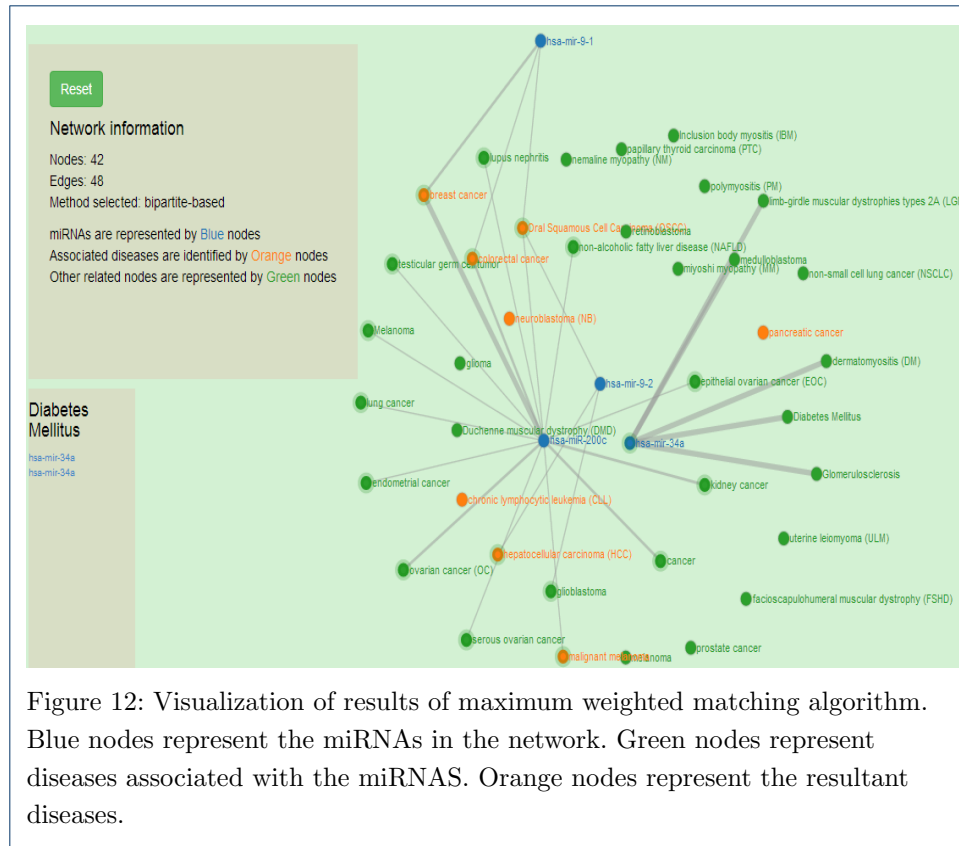 hsa-mir-9-1
Reset
Network information
Nodes: 42
Edges: 48
Method selected: bipartite-based
miRNAs are represented by Blue nodes
Associated diseases are identified by Orange nodes
Other related nodes are represented by Green nodes
Inclusion body myositis (IBM)
papillary thyroid carcinoma (PTC)
lupus nephritis
nemaline myopathy (NM)
polymyositis (PM)
breast cancer
limb-girdle muscular dystrophies types 2A (LG
Oral Squamous Cell Carcinoma (OSCC)
retinoblastoma
non-alcoholic fatty liver disease (NAFLD)
colorectal cancer
medulloblastoma
testicular germ cell tumor
miyoshi myopathy (MM)
non-small cell lung cancer (NSCLC)
neuroblastoma (NB)
Melanoma
pancreatic cancer
glioma
dermatomyositis (DM)
hsa-mir-9-2
epithelial ovarian cancer (EOC)
lung cancer
Diabetes
Mellitus
hsa-mir-34a
hsa-mir-34a
Diabetes Mellitus
Duchenne muscular dystrophy (DMD)
hsa-miR-200c
hsa-mir-34a
Glomerulosclerosis
endometrial cancer
kidney cancer
chronic lymphocytic leukemia (CLL)
uterine leiomyoma (ULM)
hepatocellular carcinoma (HCC)
cancer
ovarian cancer (OC)
glioblastoma
facioscapulohumeral muscular dystrophy (FSHD)
serous ovarian cancer
prostate cancer
malignant melanoma
melanoma
Figure 12: Visualization of results of maximum weighted matching algorithm.
Blue nodes represent the miRNAs in the network. Green nodes represent
diseases associated with the miRNAS. Orange nodes represent the resultant
diseases.